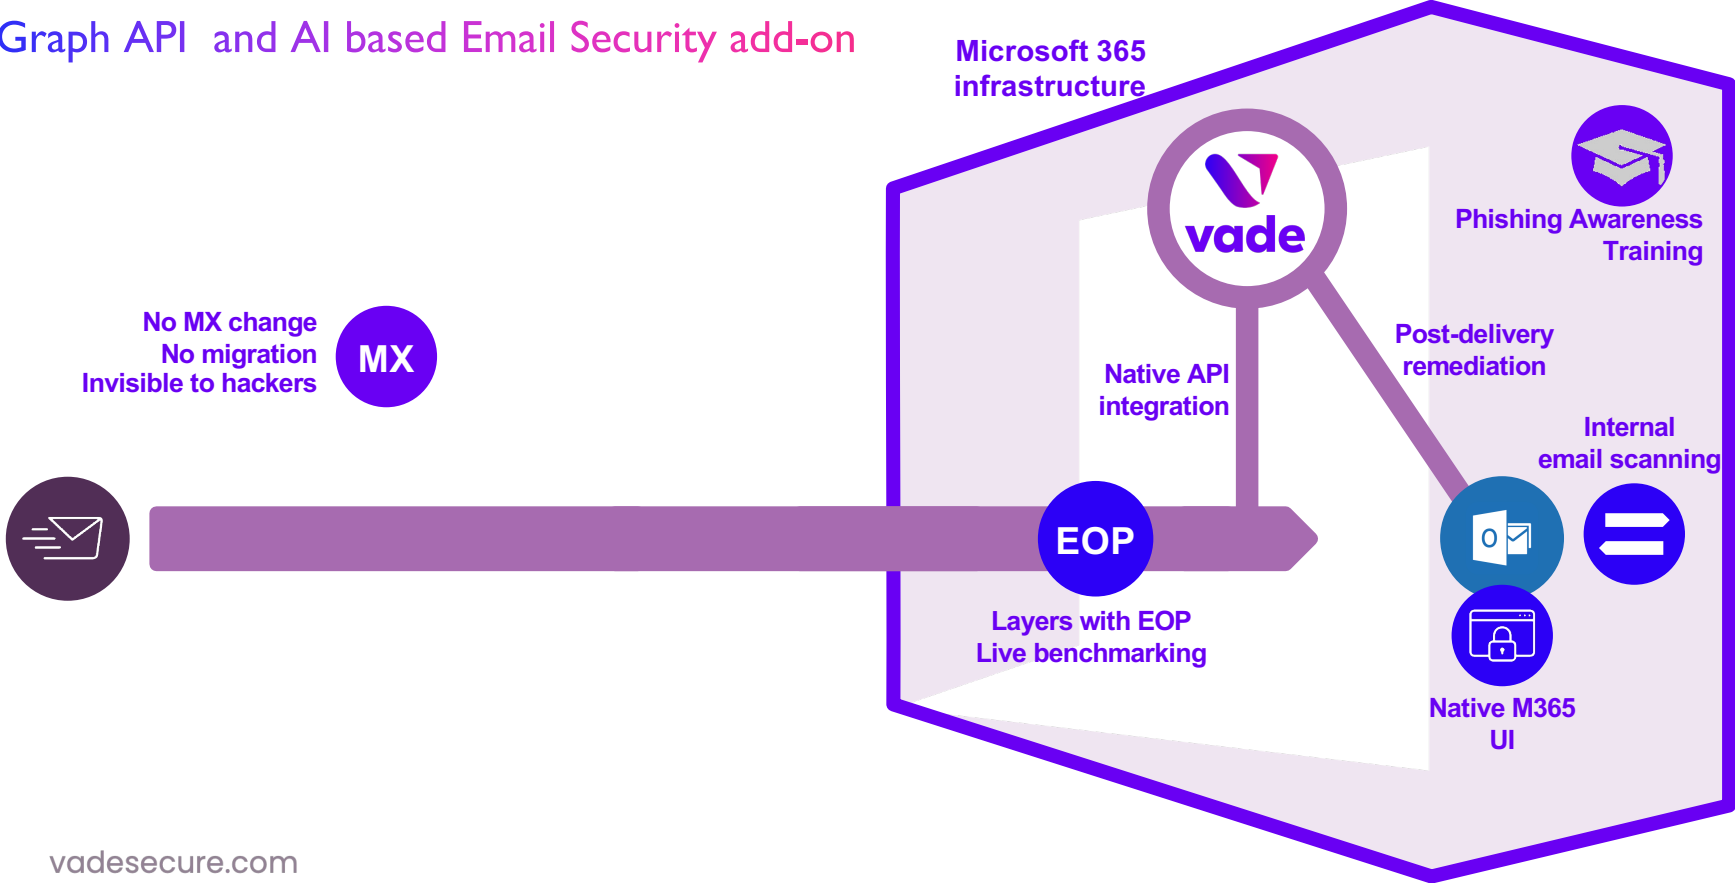 Graph API and AI based Email Security add-on
Microsoft 365
infrastructure
vade
Phishing Awareness
Training
No MX change
No migration
Invisible to hackers
MX
Native API
integration
Post-delivery
remediation
Internal
email scanning
EOP
O
Layers with EOP
Live benchmarking
Native M365
UI
vadesecure.com